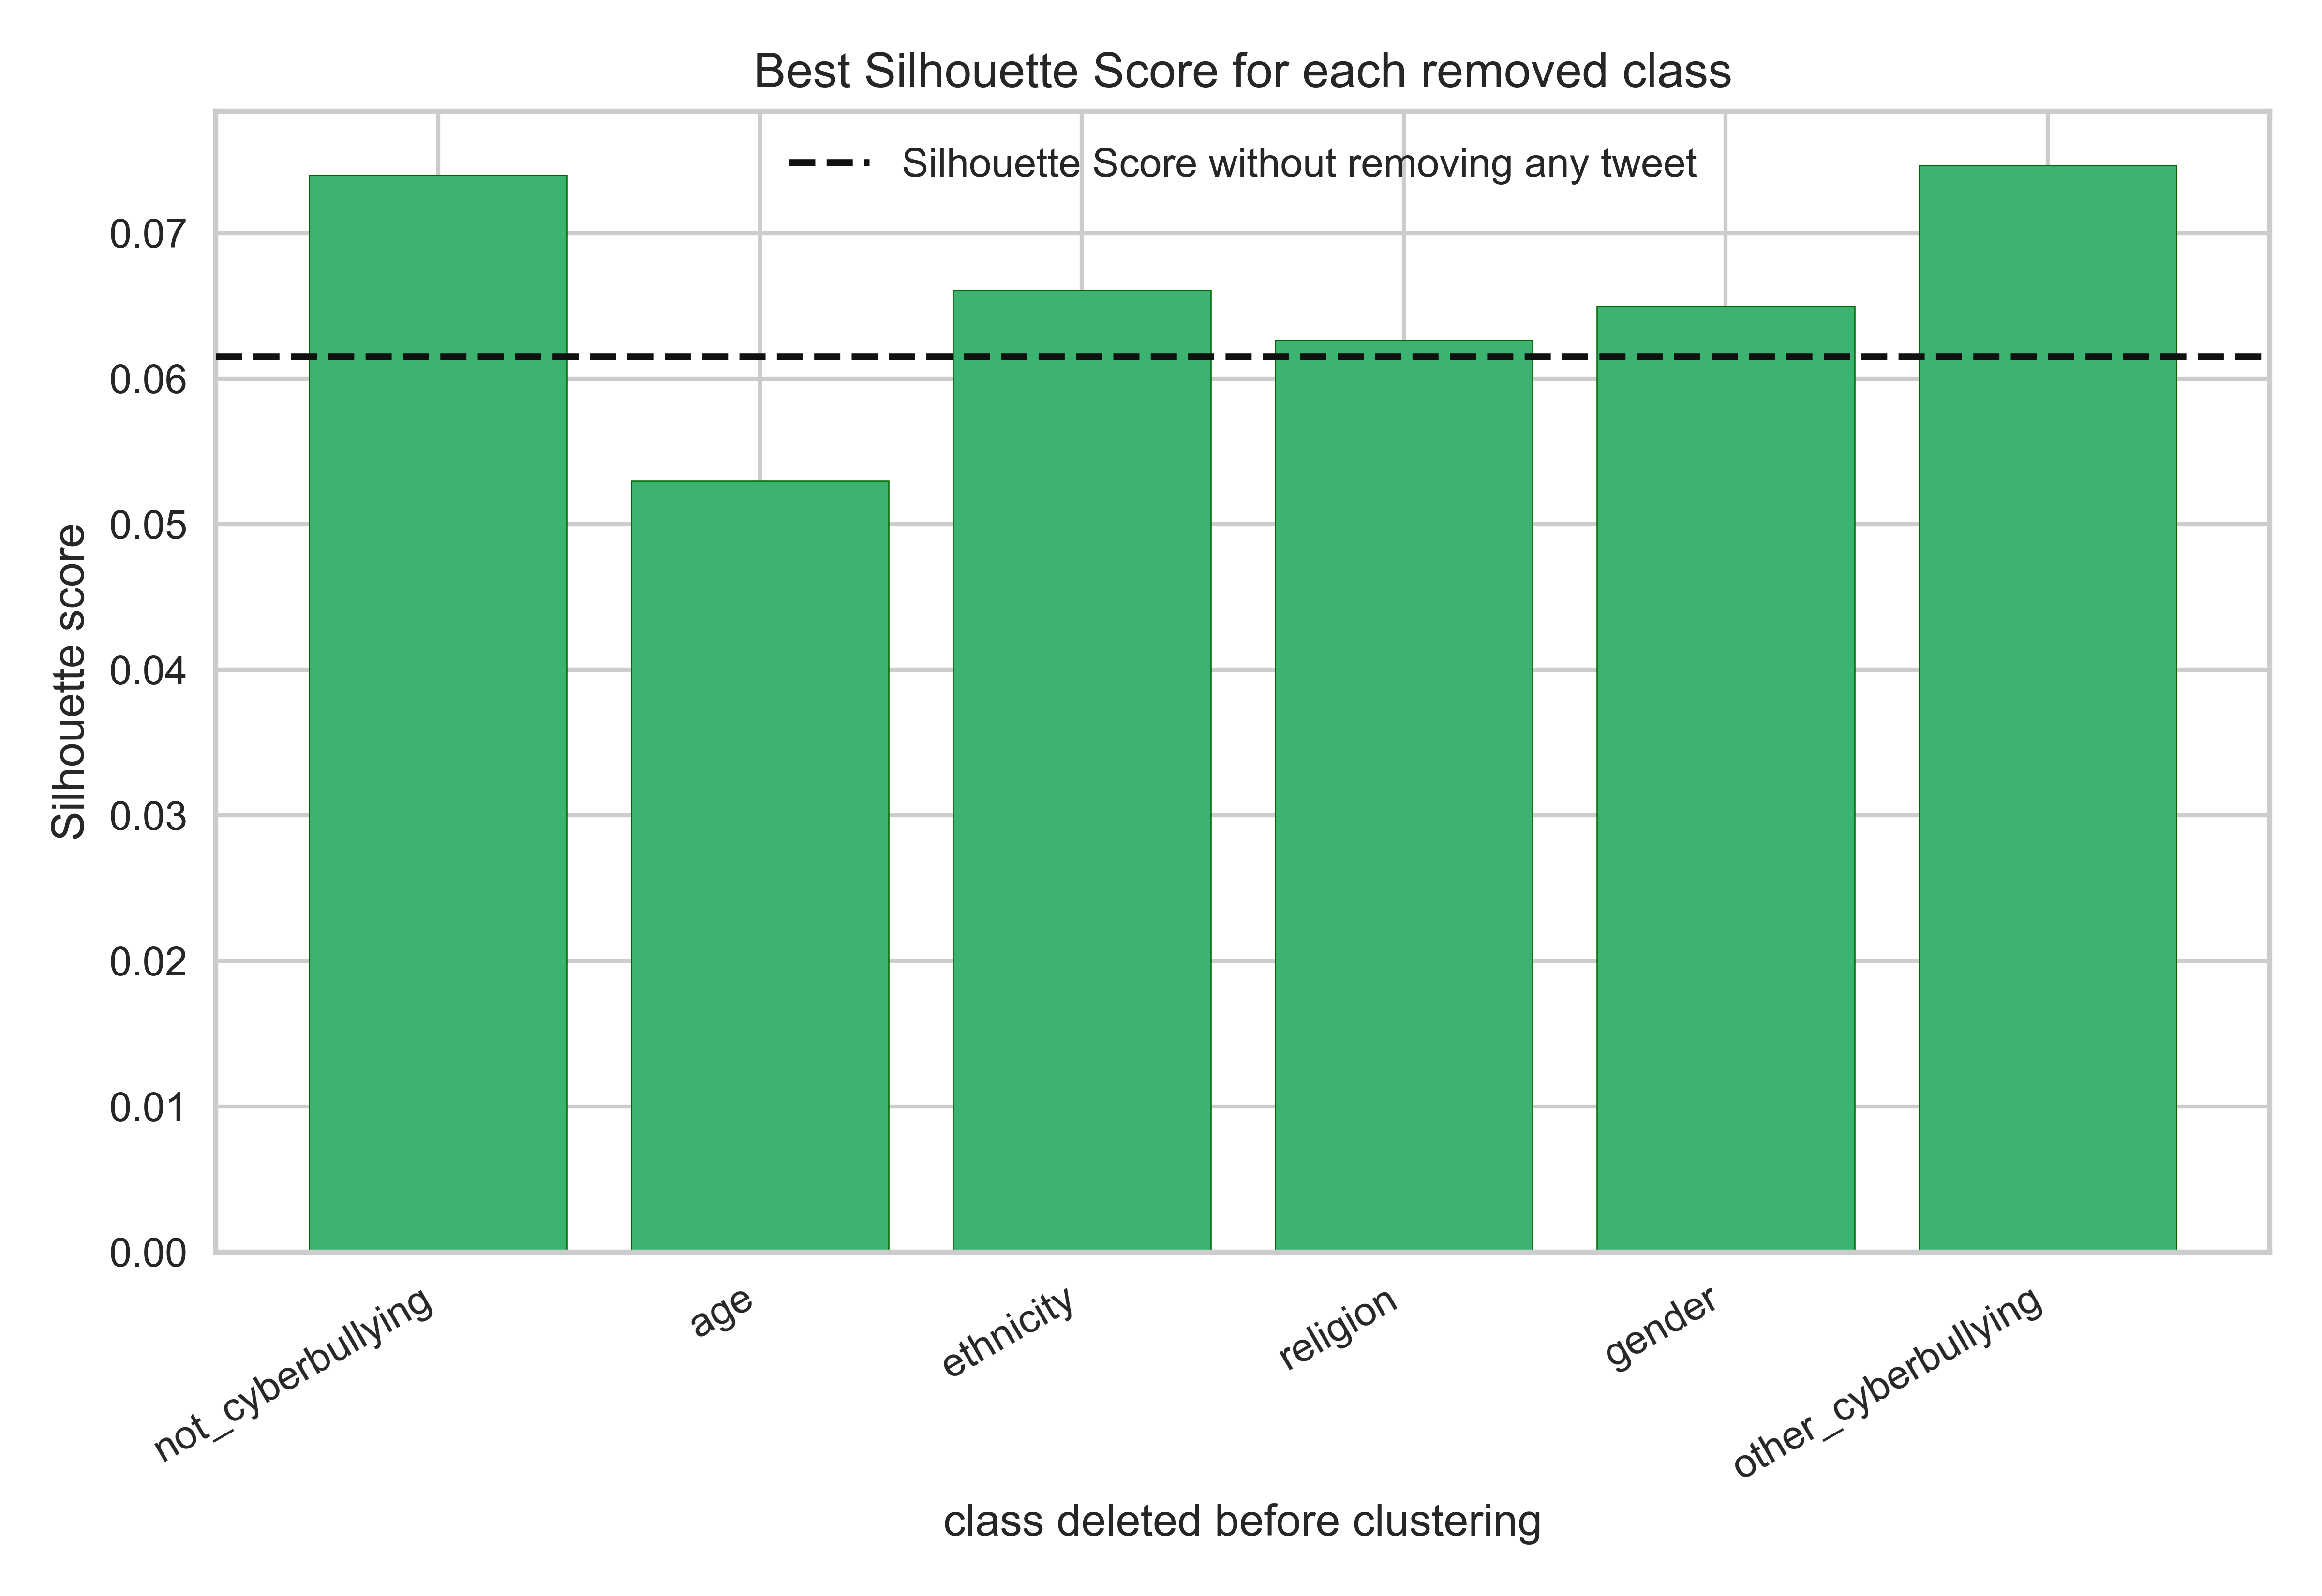 Best Silhouette Score for each removed class
Silhouette Score without removing any tweet
Silhouette score
0.07
0.06
0.05
0.04
0.03
0.02
0.01
0.00
not_cyberbullying
age
ethnicity
religion
gender
other_cyberbullying
class deleted before clustering